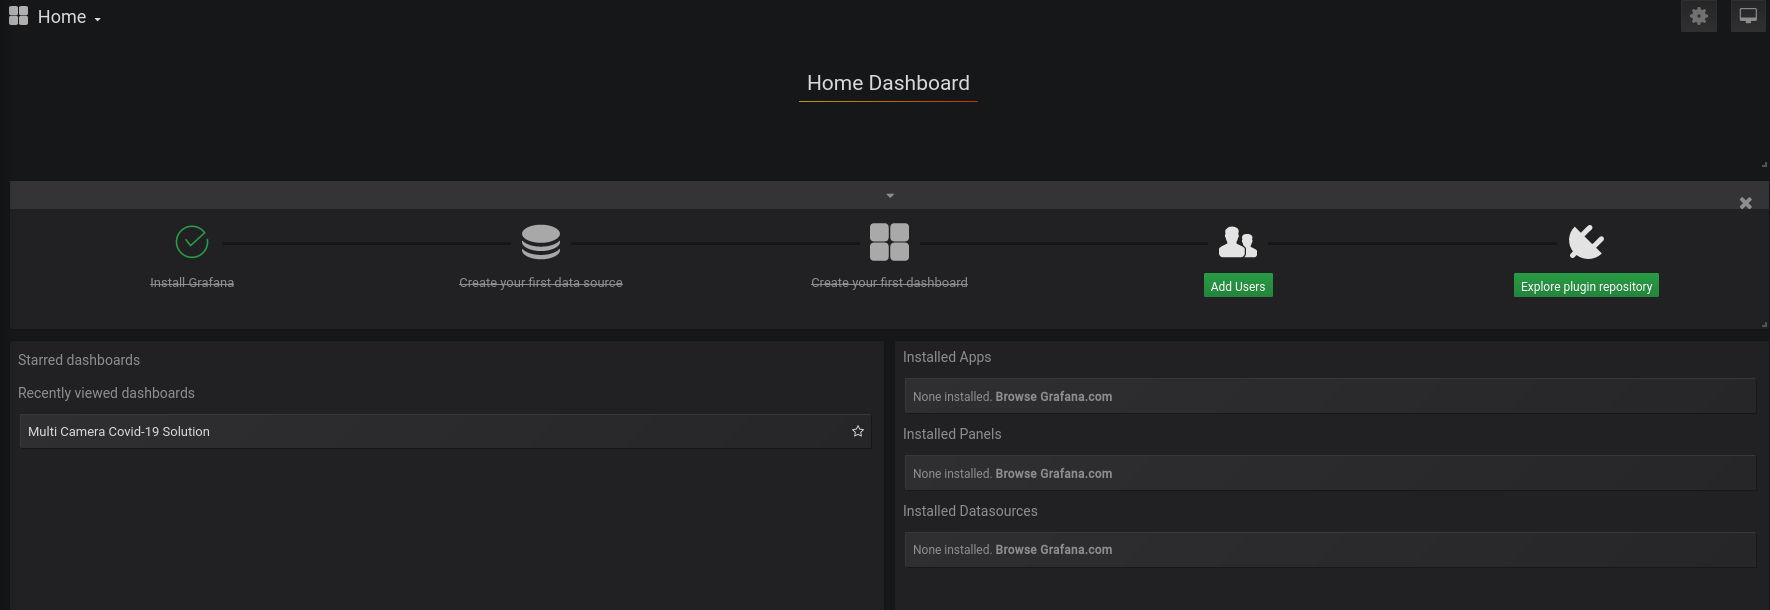 Home
Home Dashboard
Install Grafana
Create your first data source
Create your first dashboard
Add Users
Explore plugin repository
Starred dashboards
Recently viewed dashboards
Multi Camera Covid-19 Solution
Installed Apps
None installed. Browse Grafana.com
Installed Panels
None installed. Browse Grafana.com
Installed Datasources
None installed. Browse Grafana.com